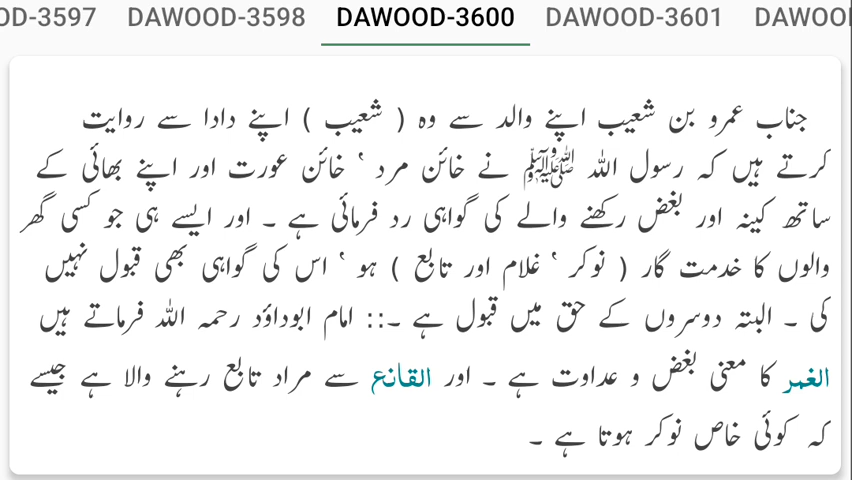 OD-3597 DAWOOD-3598 DAWOOD-3600 DAWOOD-3601 DAWOO
جناب عمرو بن شعیب اپنے والد سے وہ ( شعیب ) اپنے دادا سے روایت
کرتے ہیں کہ رسول اللہ ﷺ نے خائن مرد ‘ خائن عورت اور اپنے بھائی کے
ساتھ کینہ اور بغض رکھنے والے کی گواہی رد فرمائی ہے ۔ اور ایسے ہی جو کسی گھر
والوں کا خدمت گار ( نوکر ‘ غلام اور تابع ) ہو ‘ اس کی گواہی بھی قبول نہیں
کی ۔ البتہ دوسروں کے حق میں قبول ہے ۔:: امام ابوداؤد رحمہ اللہ فرماتے ہیں
الغمر کا معنی بغض و عداوت ہے ۔ اور القانع سے مراد تابع رہنے والا ہے جیسے
کہ کوئی خاص نوکر ہوتا ہے ۔